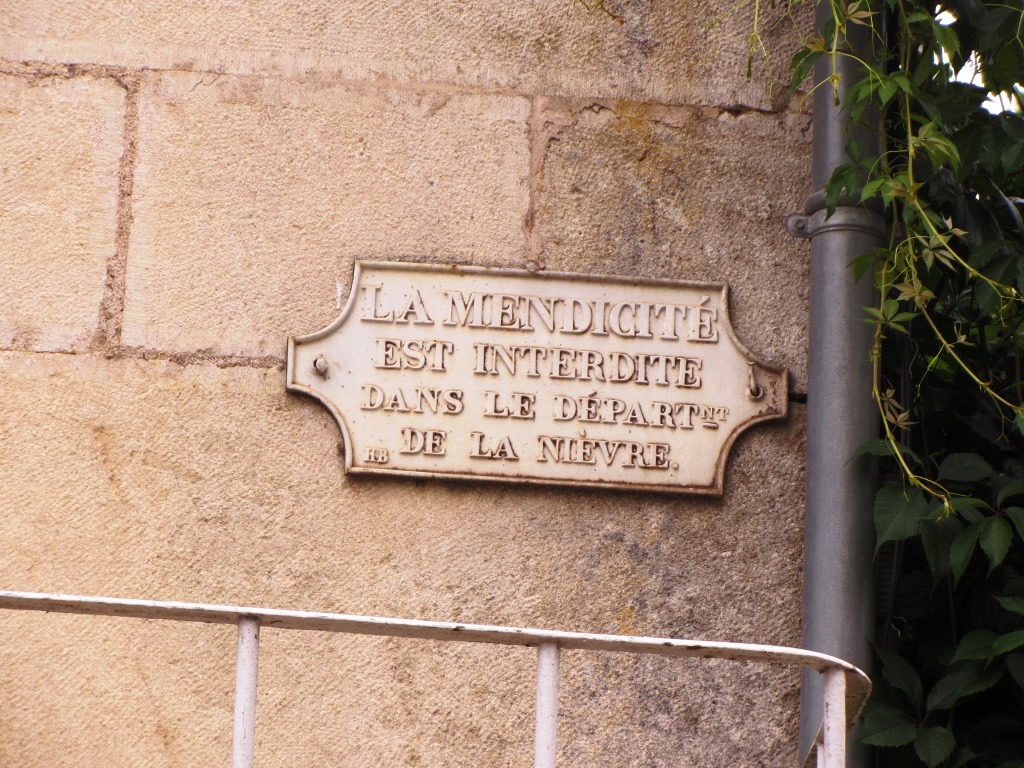 LA MENDICITÉ
EST INTERDITE
DANS LE DÉPARTNT
DE LA NIÈVRE.
HB